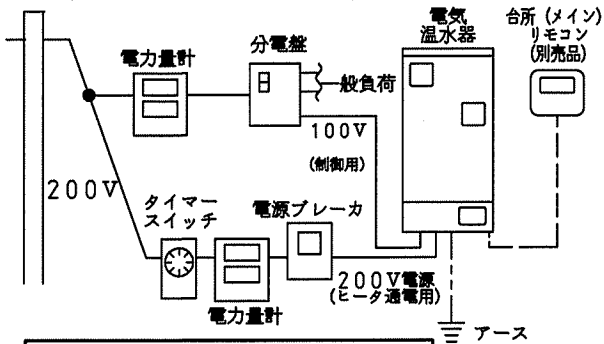 電気
温水器
台所（メイン）
リモコン
(別売品)
分電盤
電力量計
一般負荷
100V
(制御用)
200V
タイマー
スイッチ
電源ブレーカ
200V電源
(ヒータ通電用)
電力量計
アース